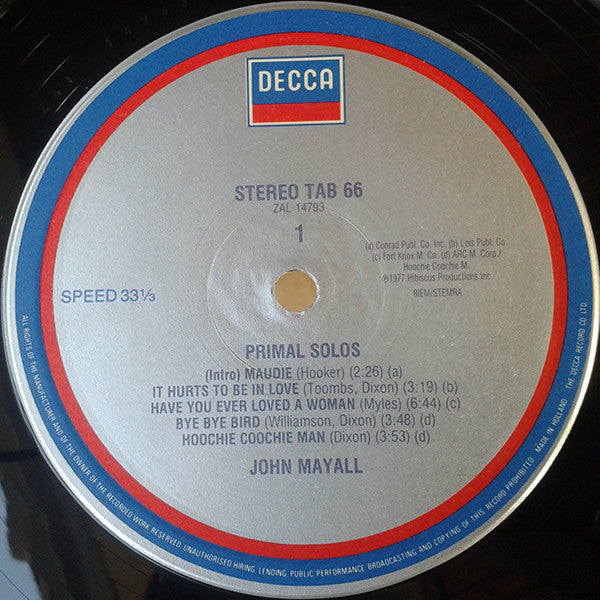 ZAL 14793
DECCA
STEREO TAB 66
ZAL 14793
1
(a) Conrad Publ. Co. Inc. (b) Lois Publ. Co.
(c) Fort Knox M. Co. (d) ARC M. Corp./
Hoochie Coochie M.
℗1977 Hibiscus Productions Inc.
BIEM/STEMRA
SPEED 33⅓
PRIMAL SOLOS
(Intro) MAUDIE (Hooker) (2:26) (a)
IT HURTS TO BE IN LOVE (Toombs, Dixon) (3:19) (b)
HAVE YOU EVER LOVED A WOMAN (Myles) (6:44) (c)
BYE BYE BIRD (Williamson, Dixon) (3:48) (d)
HOOCHIE COOCHIE MAN (Dixon) (3:53) (d)
JOHN MAYALL
ALL RIGHTS OF THE MANUFACTURER AND OF THE OWNER OF THE RECORDED WORK RESERVED UNAUTHORISED HIRING, LENDING, PUBLIC PERFORMANCE, BROADCASTING AND COPYING OF THIS RECORD PROHIBITED MADE IN HOLLAND THE DECCA RECORD CO LTD.